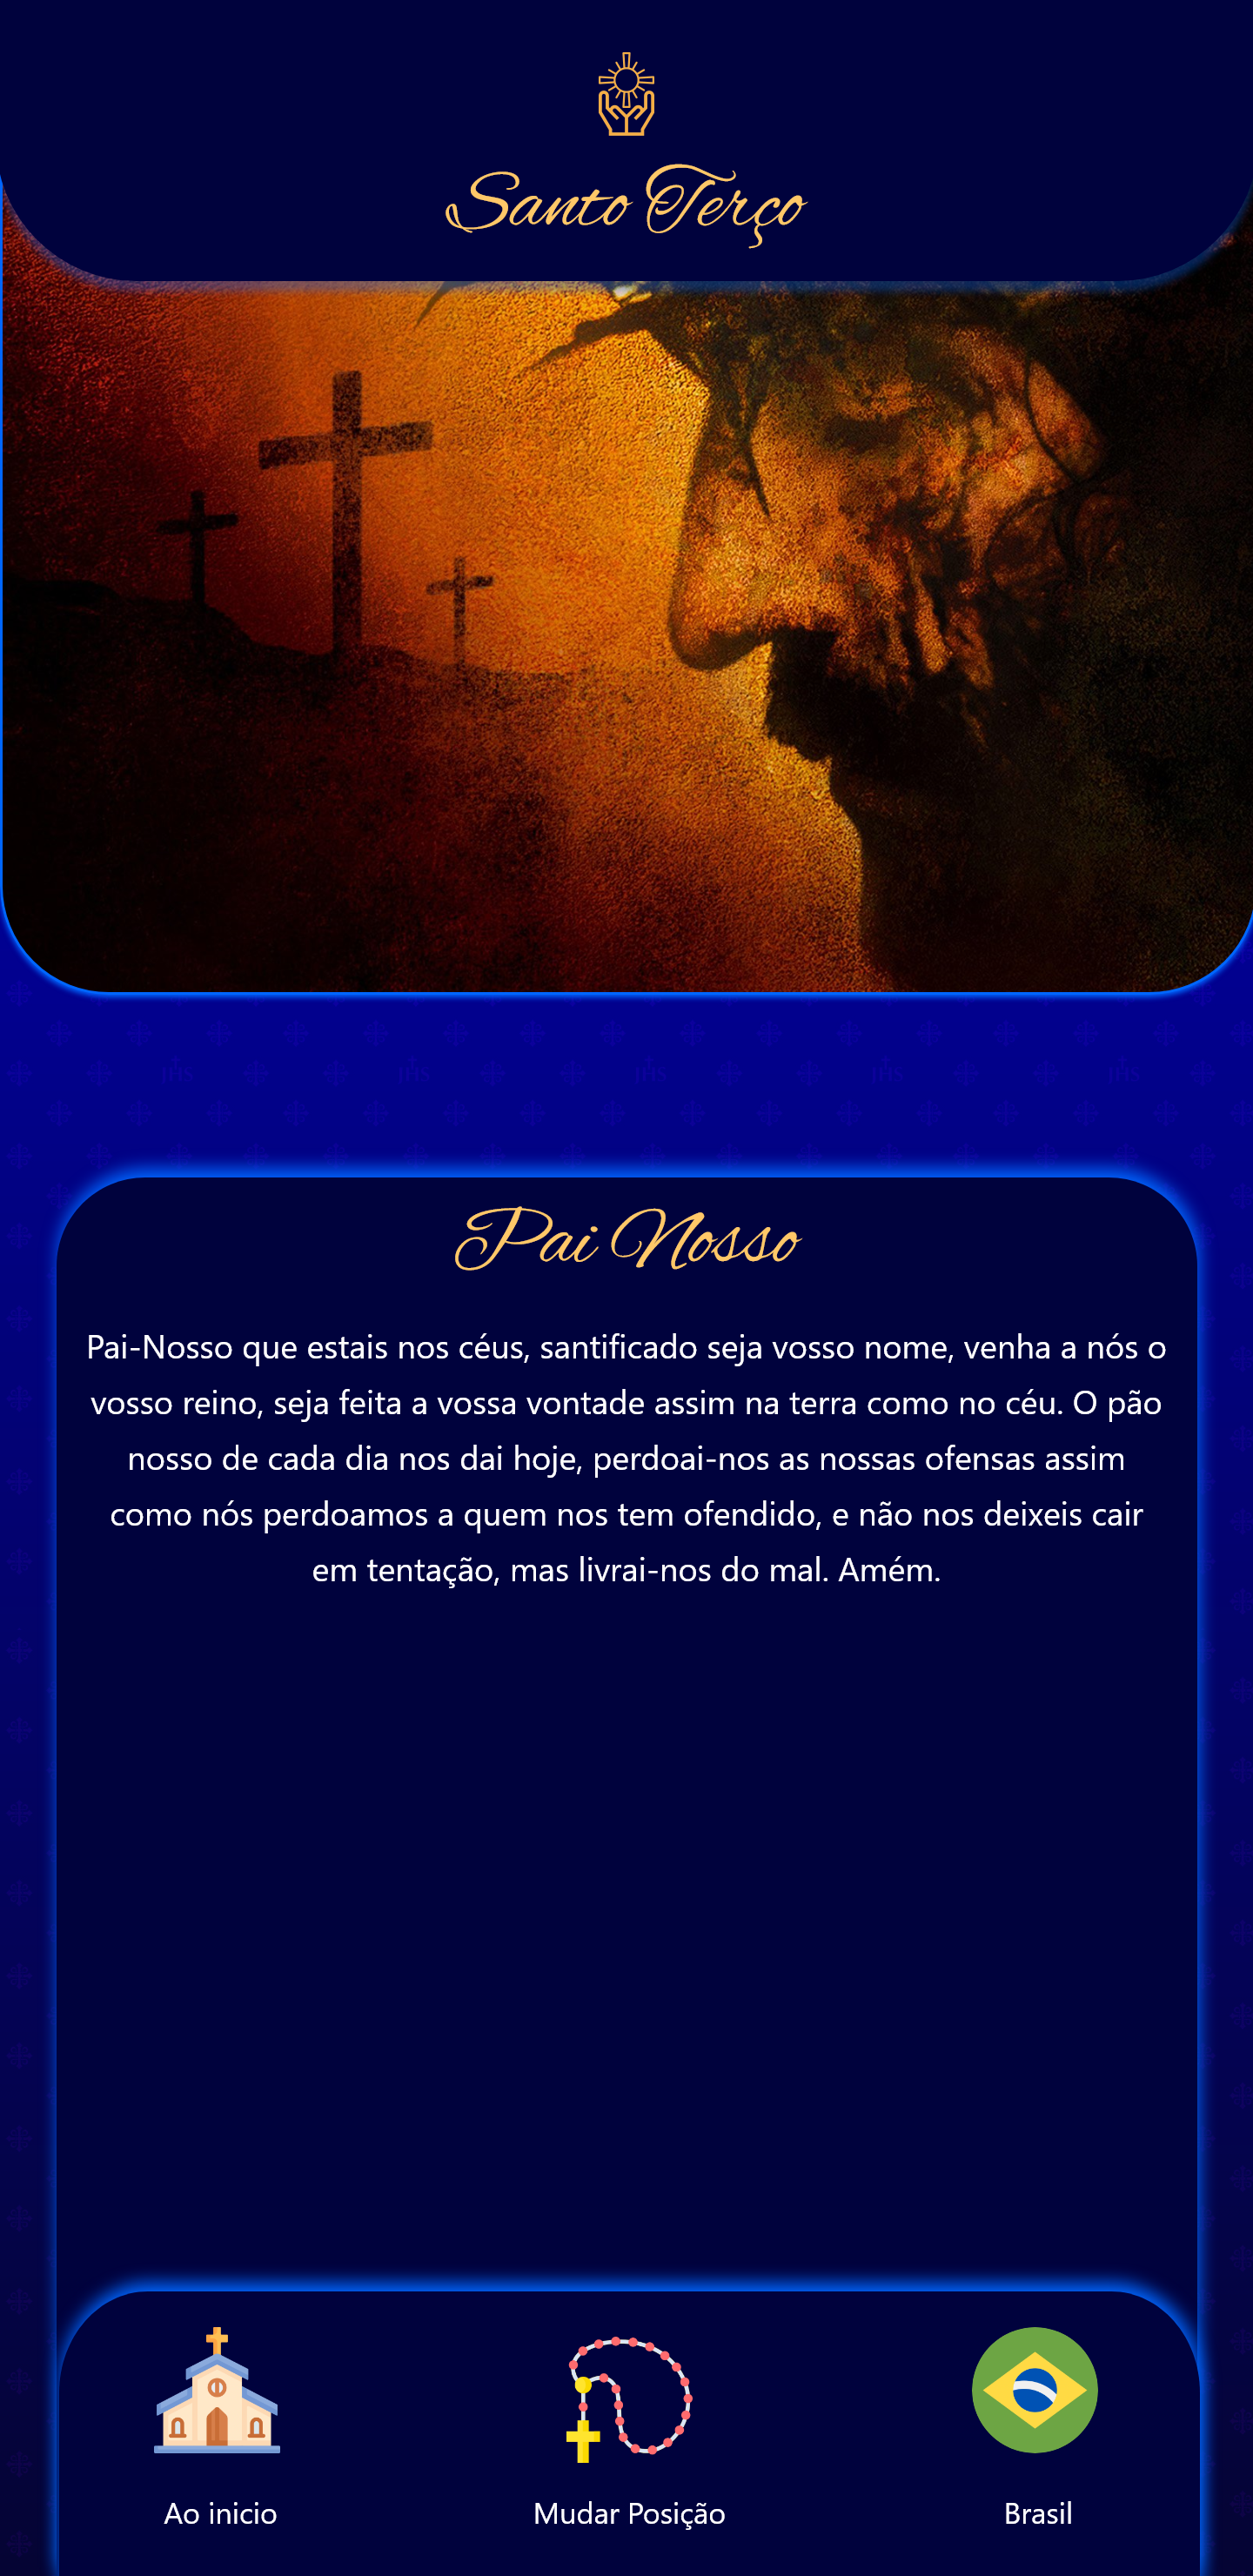 Santo Terço
Pai Nosso
Pai-Nosso que estais nos céus, santificado seja vosso nome, venha a nós o
vosso reino, seja feita a vossa vontade assim na terra como no céu. O pão
nosso de cada dia nos dai hoje, perdoai-nos as nossas ofensas assim
como nós perdoamos a quem nos tem ofendido, e não nos deixeis cair
em tentação, mas livrai-nos do mal. Amém.
Ao inicio
Mudar Posição
Brasil